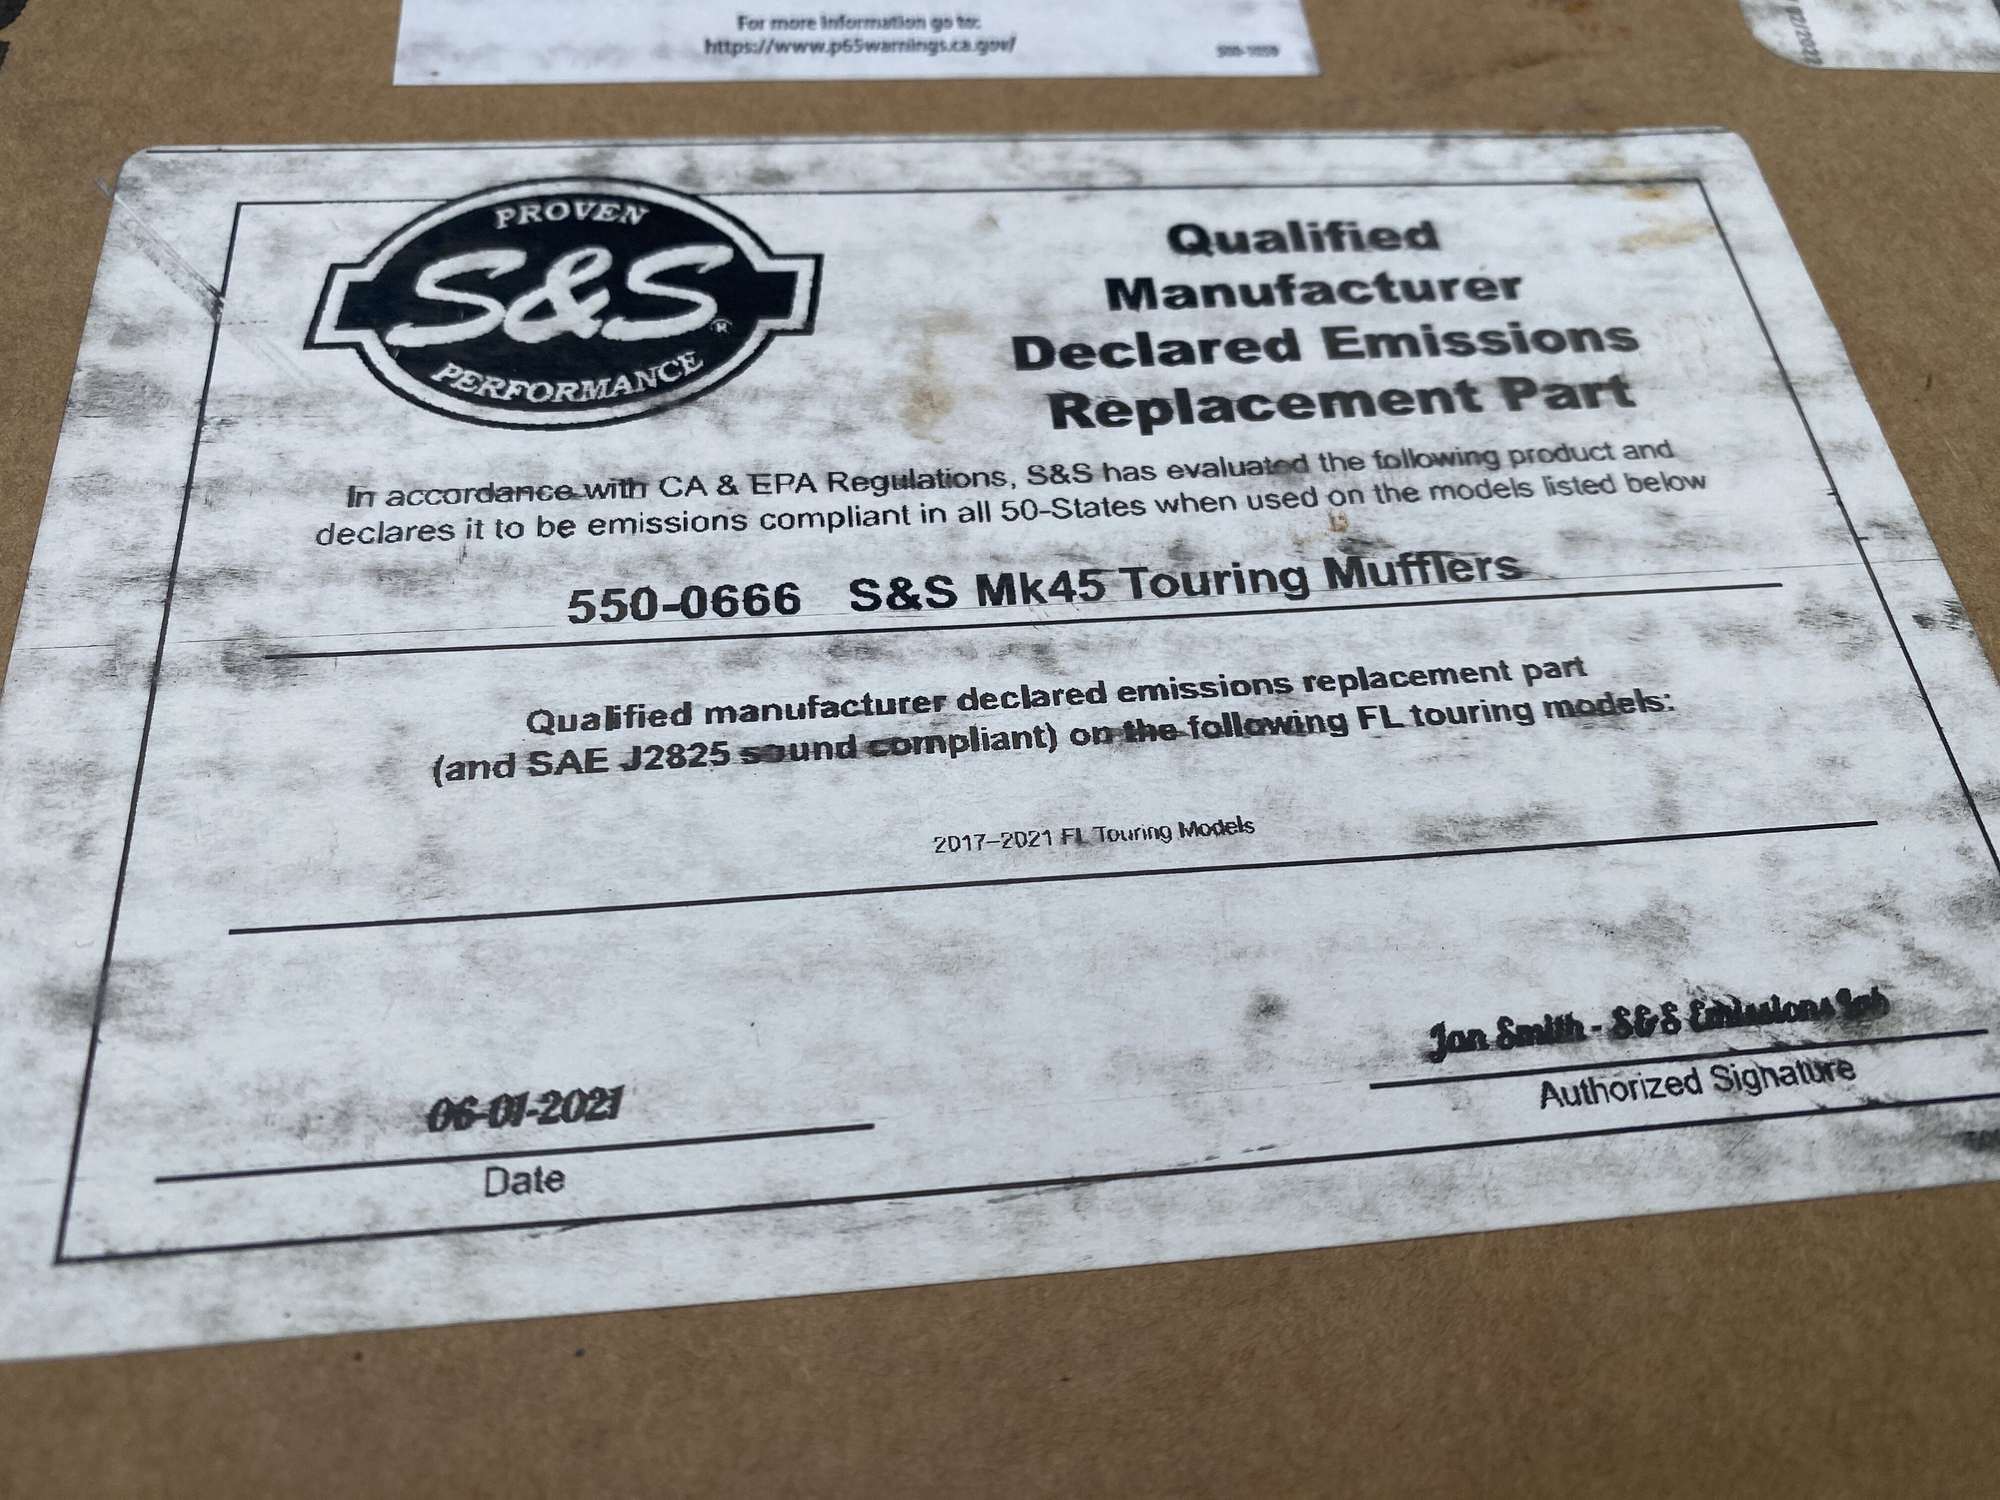 For more information go to:
https://www.p65warnings.ca.gov/
PROVEN
S&S®
PERFORMANCE
Qualified
Manufacturer
Declared Emissions
Replacement Part
In accordance with CA & EPA Regulations, S&S has evaluated the following product and
declares it to be emissions compliant in all 50-States when used on the models listed below
550-0666 S&S Mk45 Touring Mufflers
Qualified manufacturer declared emissions replacement part
(and SAE J2825 sound compliant) on the following FL touring models:
2017-2021 FL Touring Models
06-01-2021
Date
Jan Smith - S&S Emissions Lab
Authorized Signature